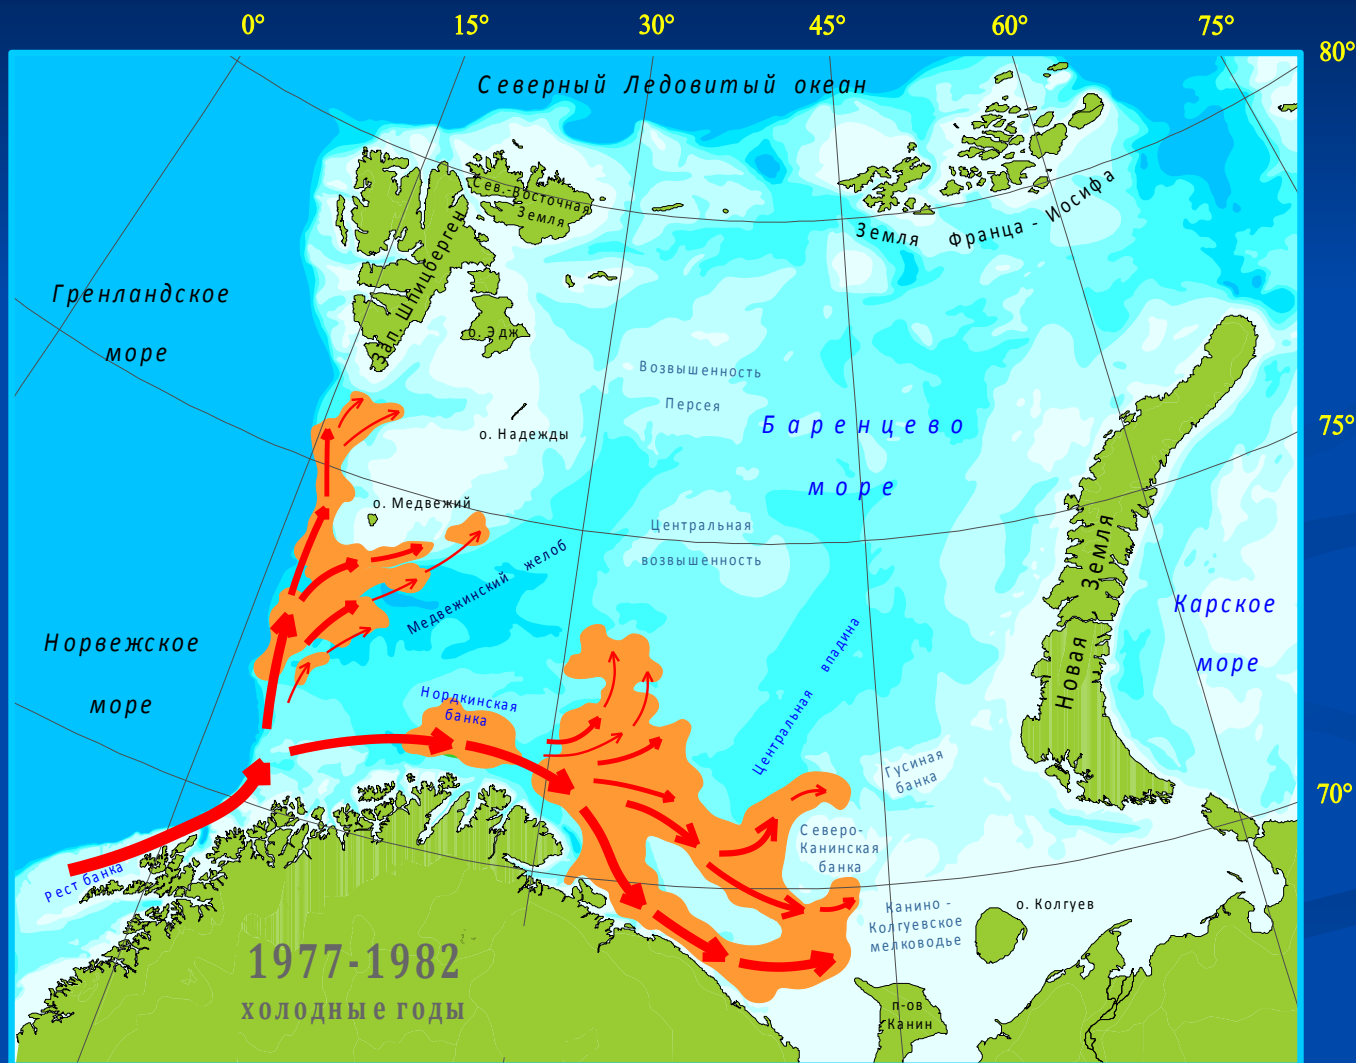 0°
15°
30°
45°
60°
75°
80°
Северный Ледовитый океан
Сев.-Восточная
Земля
Земля Франца - Иосифа
Гренландское
море
Зап. Шпицберген
о. Эдж
Возвышенность
Персея
Баренцево
море
75°
о. Надежды
о. Медвежий
Центральная
возвышенность
Медвежинский желоб
Новая Земля
Карское
море
Норвежское
море
Нордкинская
банка
Центральная впадина
Гусиная
банка
70°
Северо-
Канинская
банка
Рест банка
Канино -
Колгуевское
мелководье
о. Колгуев
1977-1982
холодные годы
п-ов
Канин